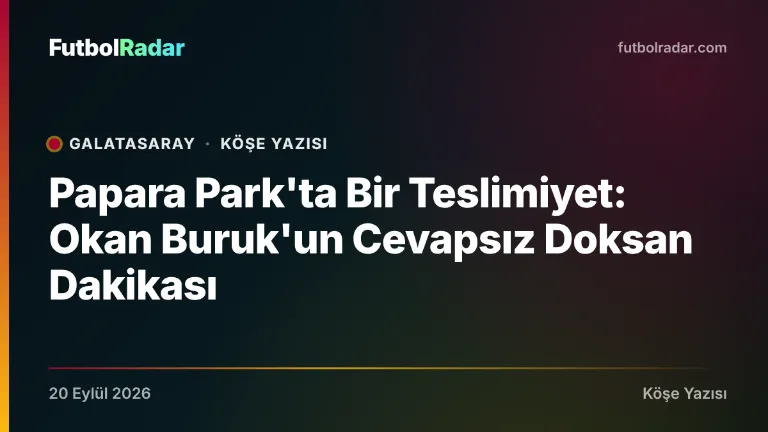 FutbolRadar
futbolradar.com
GALATASARAY · KÖŞE YAZISI
Papara Park'ta Bir Teslimiyet:
Okan Buruk'un Cevapsız Doksan
Dakikası
20 Eylül 2026
Köşe Yazısı